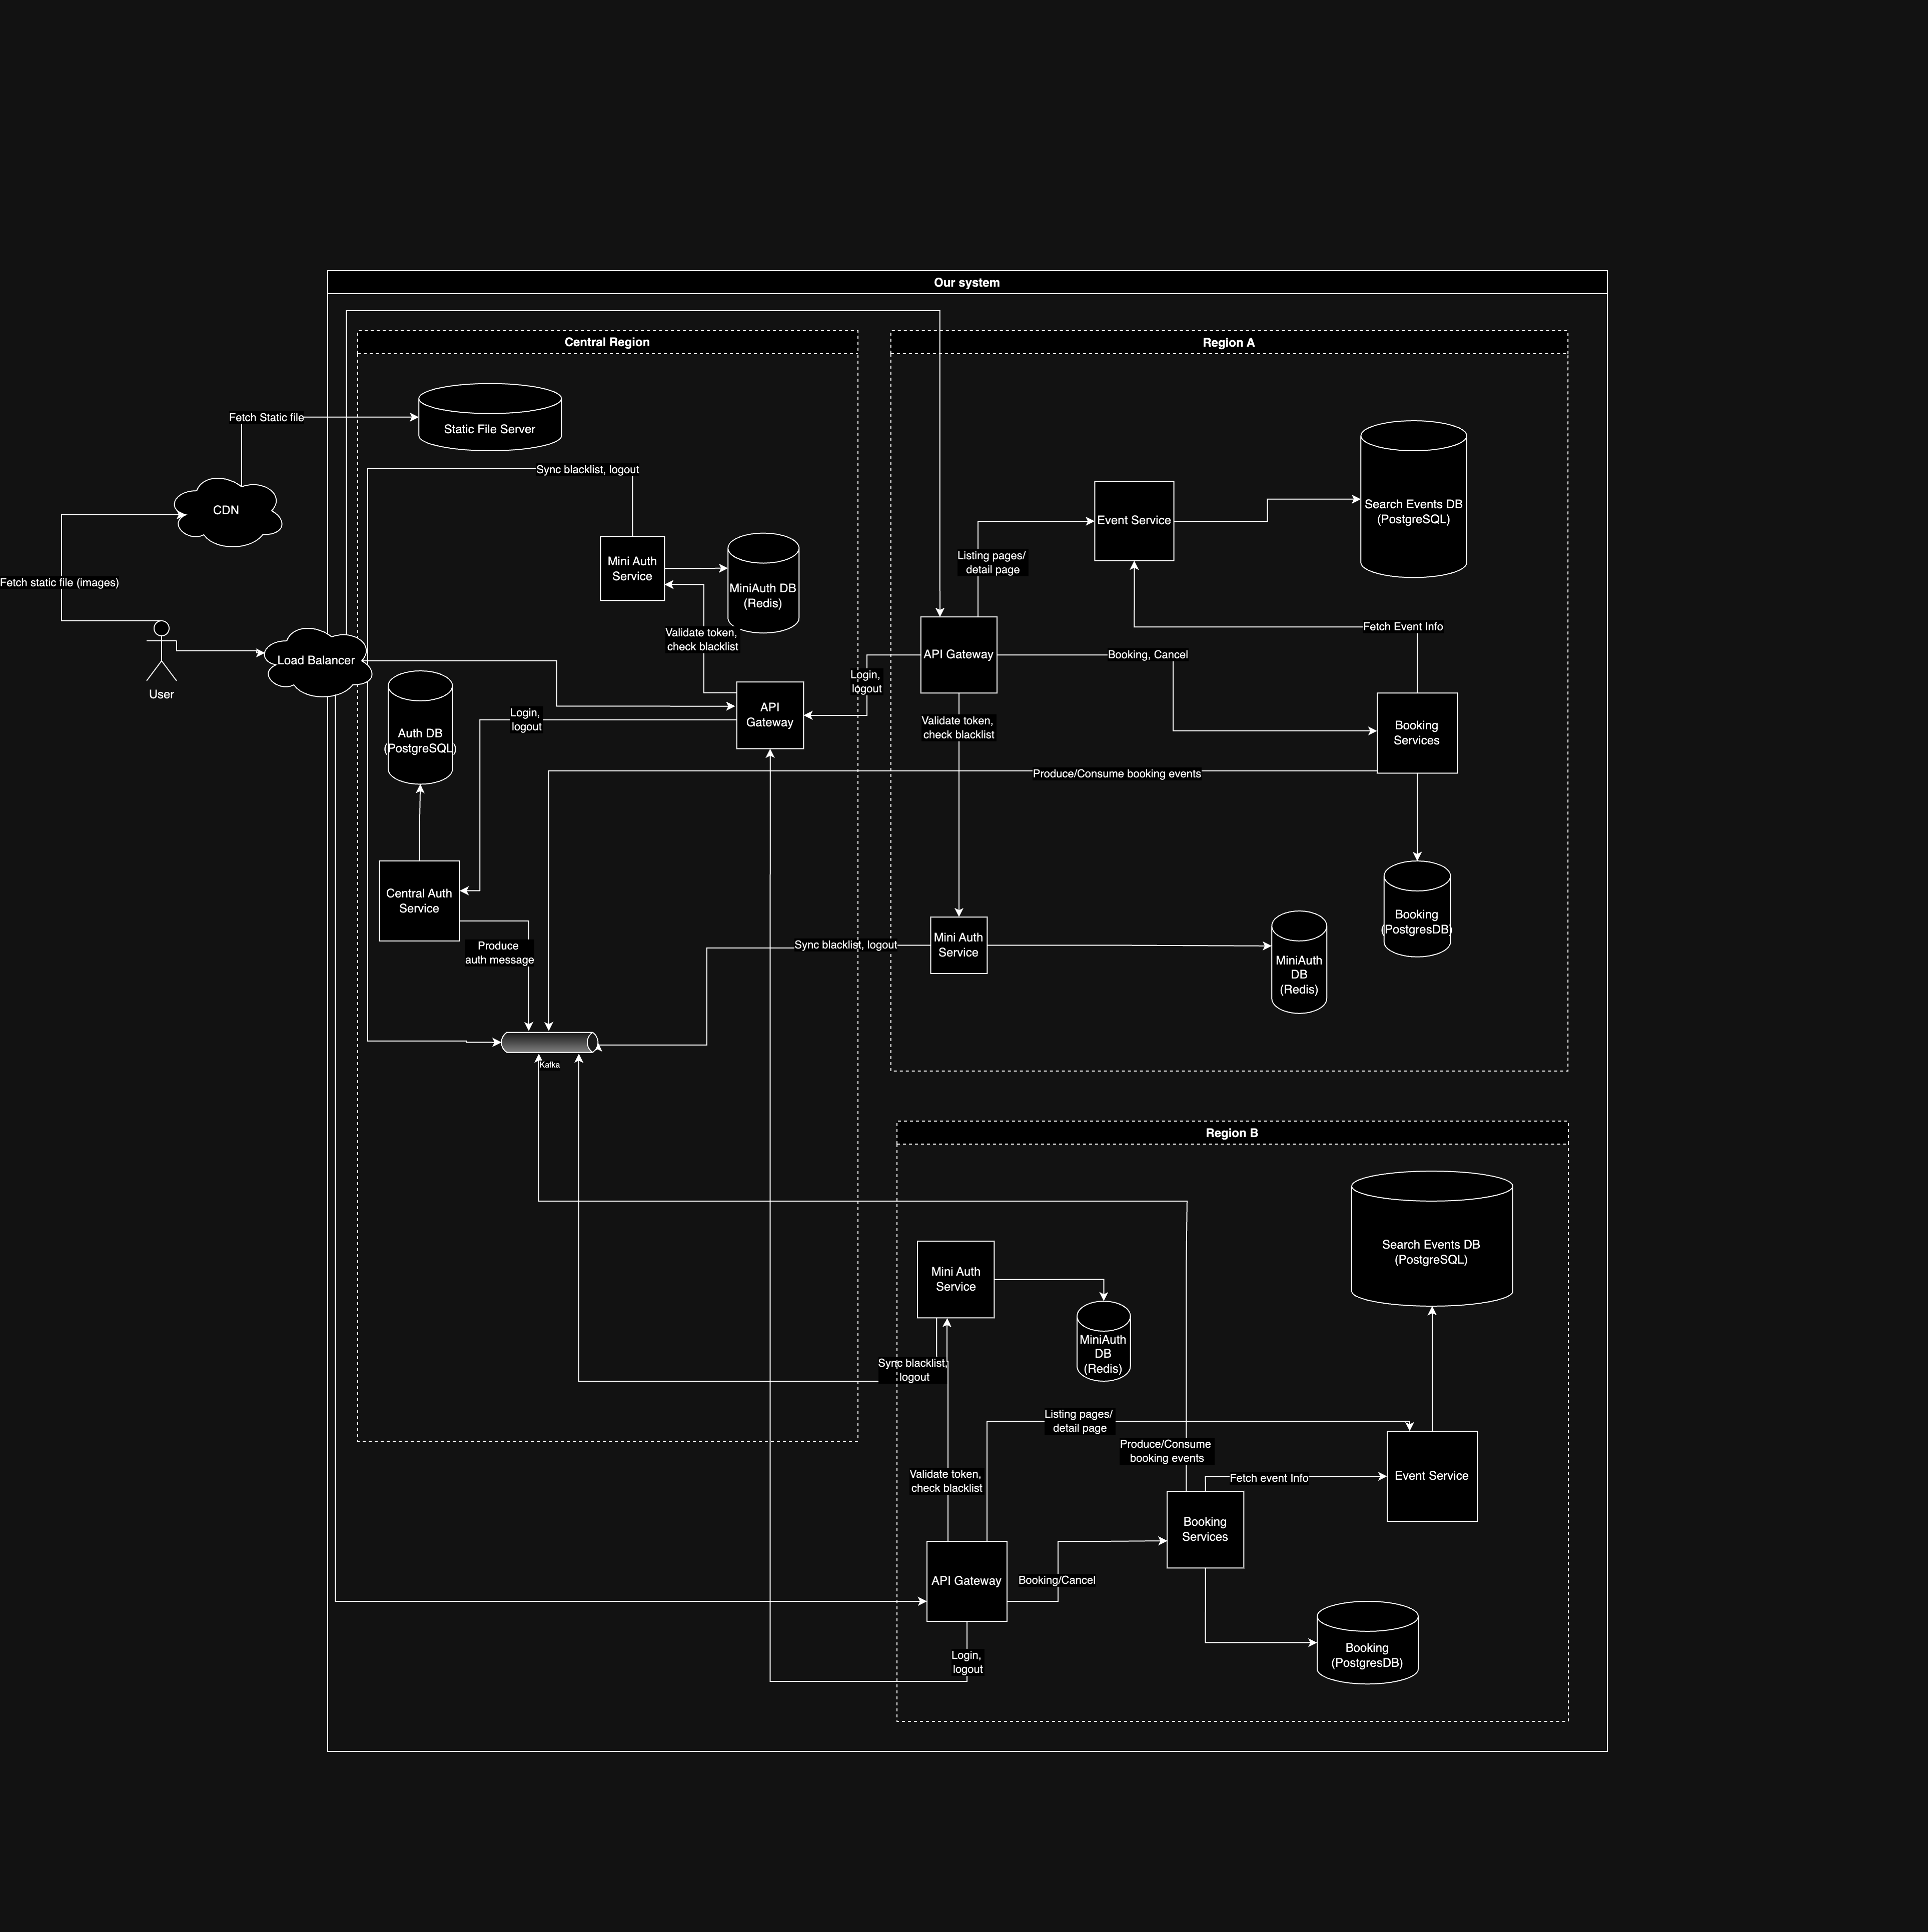 Our system
Central Region
Region A
Fetch Static file
Static File Server
Sync blacklist, logout
CDN
Fetch static file (images)
User
Load Balancer
Mini Auth
Service
MiniAuth DB
(Redis)
Validate token,
check blacklist
API
Gateway
Login,
logout
Auth DB
(PostgreSQL)
Central Auth
Service
Produce
auth message
Kafka
Login,
logout
API Gateway
Listing pages/
detail page
Event Service
Search Events DB
(PostgreSQL)
Fetch Event Info
Booking, Cancel
Booking
Services
Validate token,
check blacklist
Produce/Consume booking events
Booking
(PostgresDB)
Sync blacklist, logout
Mini Auth
Service
MiniAuth
DB
(Redis)
Region B
Search Events DB
(PostgreSQL)
Mini Auth
Service
MiniAuth
DB
(Redis)
Sync blacklist,
logout
Listing pages/
detail page
Produce/Consume
booking events
Fetch event Info
Event Service
Validate token,
check blacklist
Booking
Services
API Gateway
Booking/Cancel
Login,
logout
Booking
(PostgresDB)